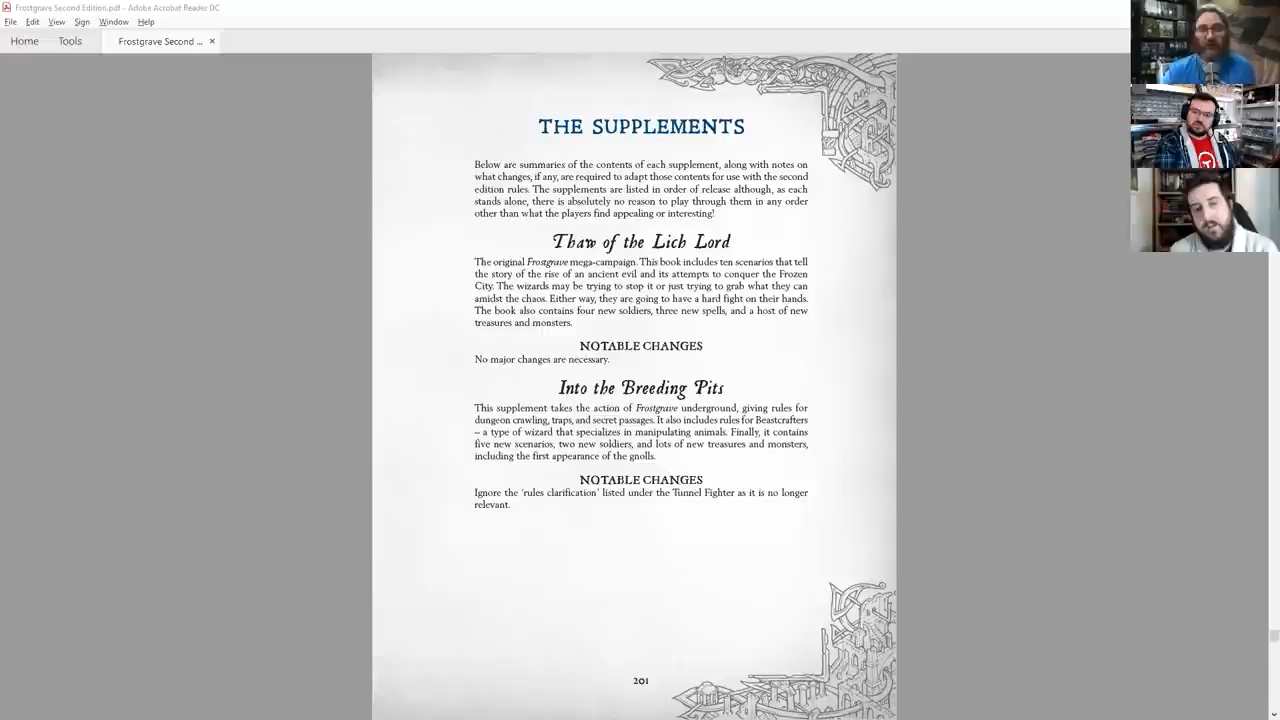 Frostgrave Second Edition.pdf - Adobe Acrobat Reader DC
File Edit View Sign Window Help
Home Tools Frostgrave Second ... ×
THE SUPPLEMENTS
Below are summaries of the contents of each supplement, along with notes on
what changes, if any, are required to adapt those contents for use with the second
edition rules. The supplements are listed in order of release although, as each
stands alone, there is absolutely no reason to play through them in any order
other than what the players find appealing or interesting!
Thaw of the Lich Lord
The original Frostgrave mega-campaign. This book includes ten scenarios that tell
the story of the rise of an ancient evil and its attempts to conquer the Frozen
City. The wizards may be trying to stop it or just trying to grab what they can
amidst the chaos. Either way, they are going to have a hard fight on their hands.
The book also contains four new soldiers, three new spells, and a host of new
treasures and monsters.
NOTABLE CHANGES
No major changes are necessary.
Into the Breeding Pits
This supplement takes the action of Frostgrave underground, giving rules for
dungeon crawling, traps, and secret passages. It also includes rules for Beastcrafters
– a type of wizard that specializes in manipulating animals. Finally, it contains
five new scenarios, two new soldiers, and lots of new treasures and monsters,
including the first appearance of the gnolls.
NOTABLE CHANGES
Ignore the 'rules clarification' listed under the Tunnel Fighter as it is no longer
relevant.
201